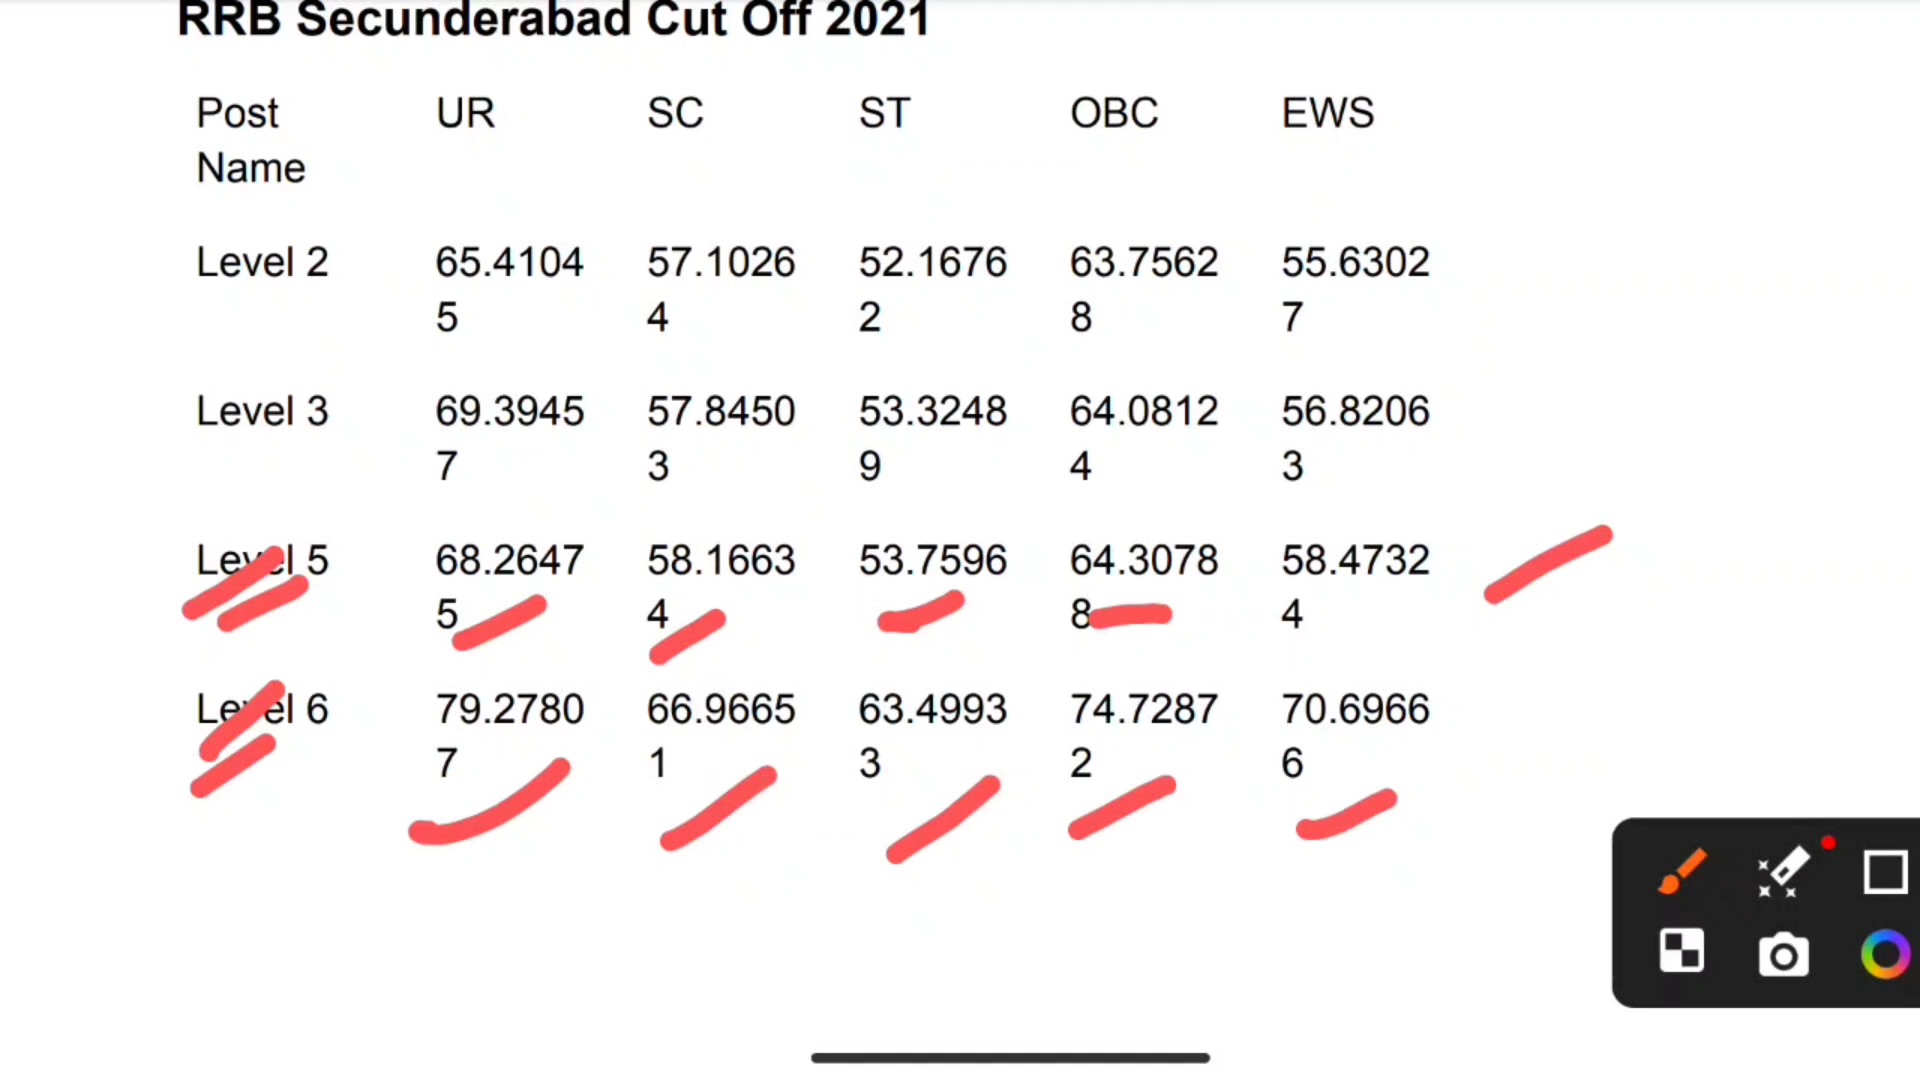 RRB Secunderabad Cut Off 2021
Post UR SC ST OBC EWS
Name
Level 2 65.4104 57.1026 52.1676 63.7562 55.6302
5 4 2 8 7
Level 3 69.3945 57.8450 53.3248 64.0812 56.8206
7 3 9 4 3
Level 5 68.2647 58.1663 53.7596 64.3078 58.4732
5 4 8 4
Level 6 79.2780 66.9665 63.4993 74.7287 70.6966
7 1 3 2 6